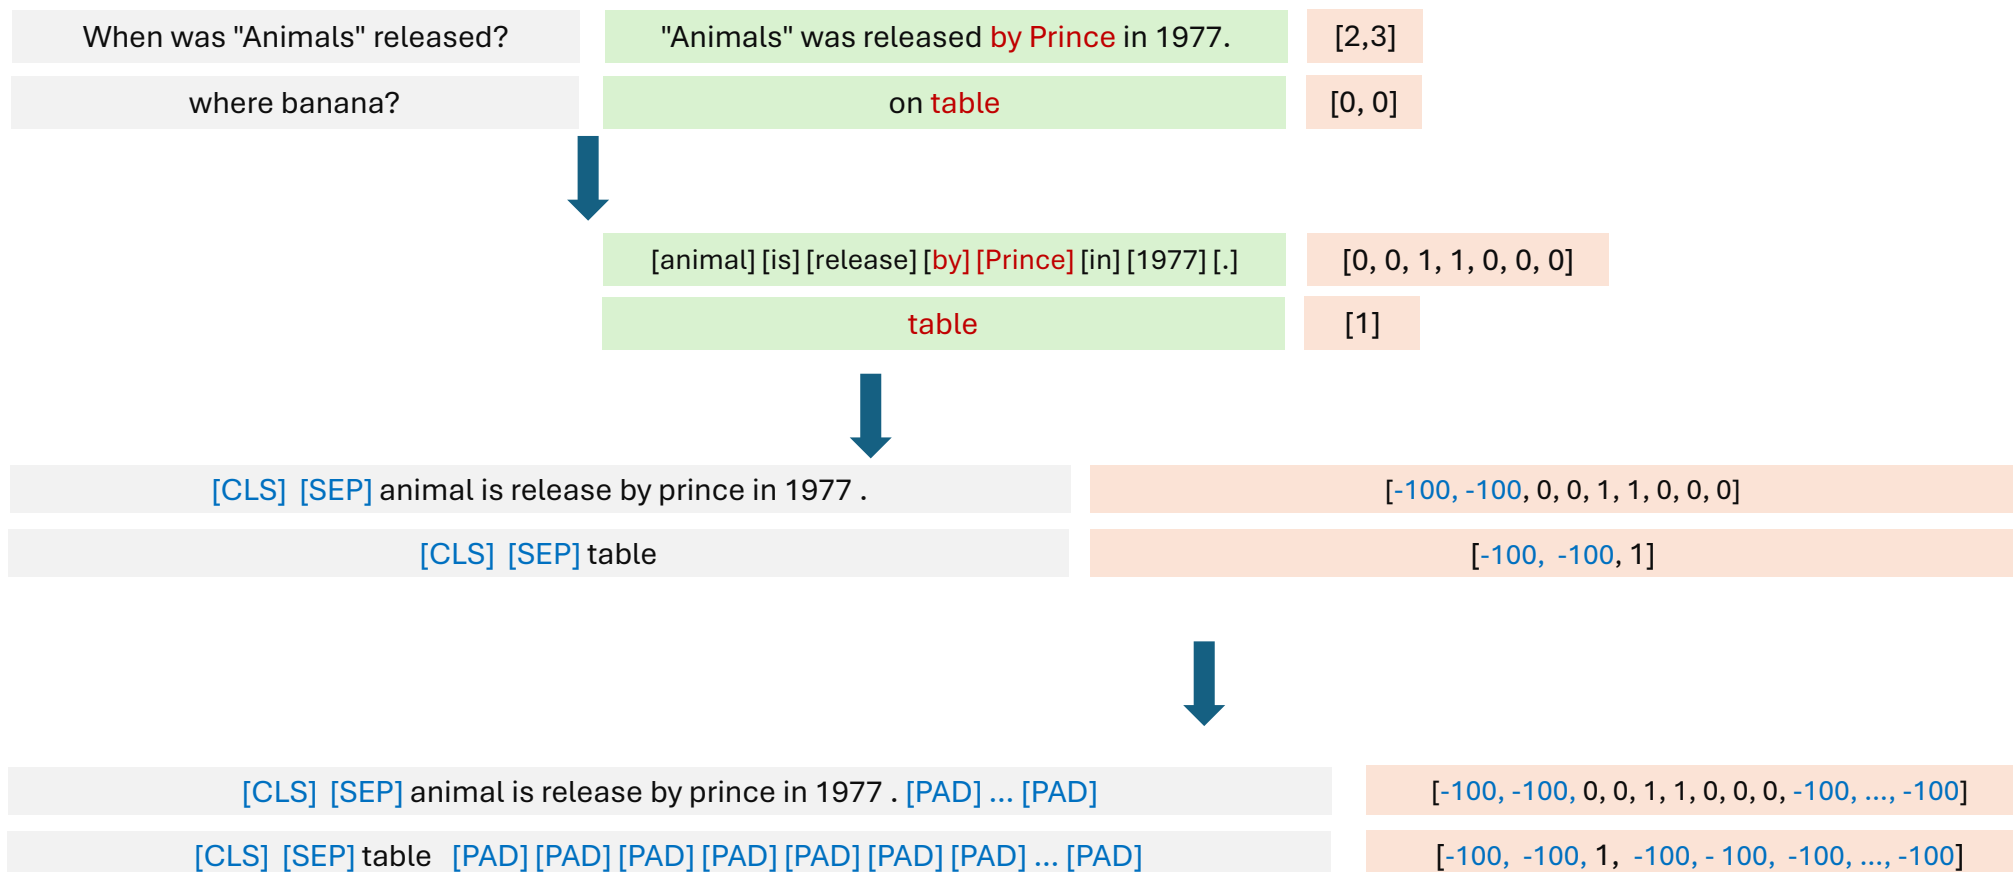 When was "Animals" released? "Animals" was released by Prince in 1977. [2,3]
where banana? on table [0, 0]
[animal] [is] [release] [by] [Prince] [in] [1977] [.] [0, 0, 1, 1, 0, 0, 0]
table [1]
[CLS] [SEP] animal is release by prince in 1977 . [-100, -100, 0, 0, 1, 1, 0, 0, 0]
[CLS] [SEP] table [-100, -100, 1]
[CLS] [SEP] animal is release by prince in 1977 . [PAD] ... [PAD] [-100, -100, 0, 0, 1, 1, 0, 0, 0, -100, ..., -100]
[CLS] [SEP] table [PAD] [PAD] [PAD] [PAD] [PAD] [PAD] [PAD] ... [PAD] [-100, -100, 1, -100, - 100, -100, ..., -100]